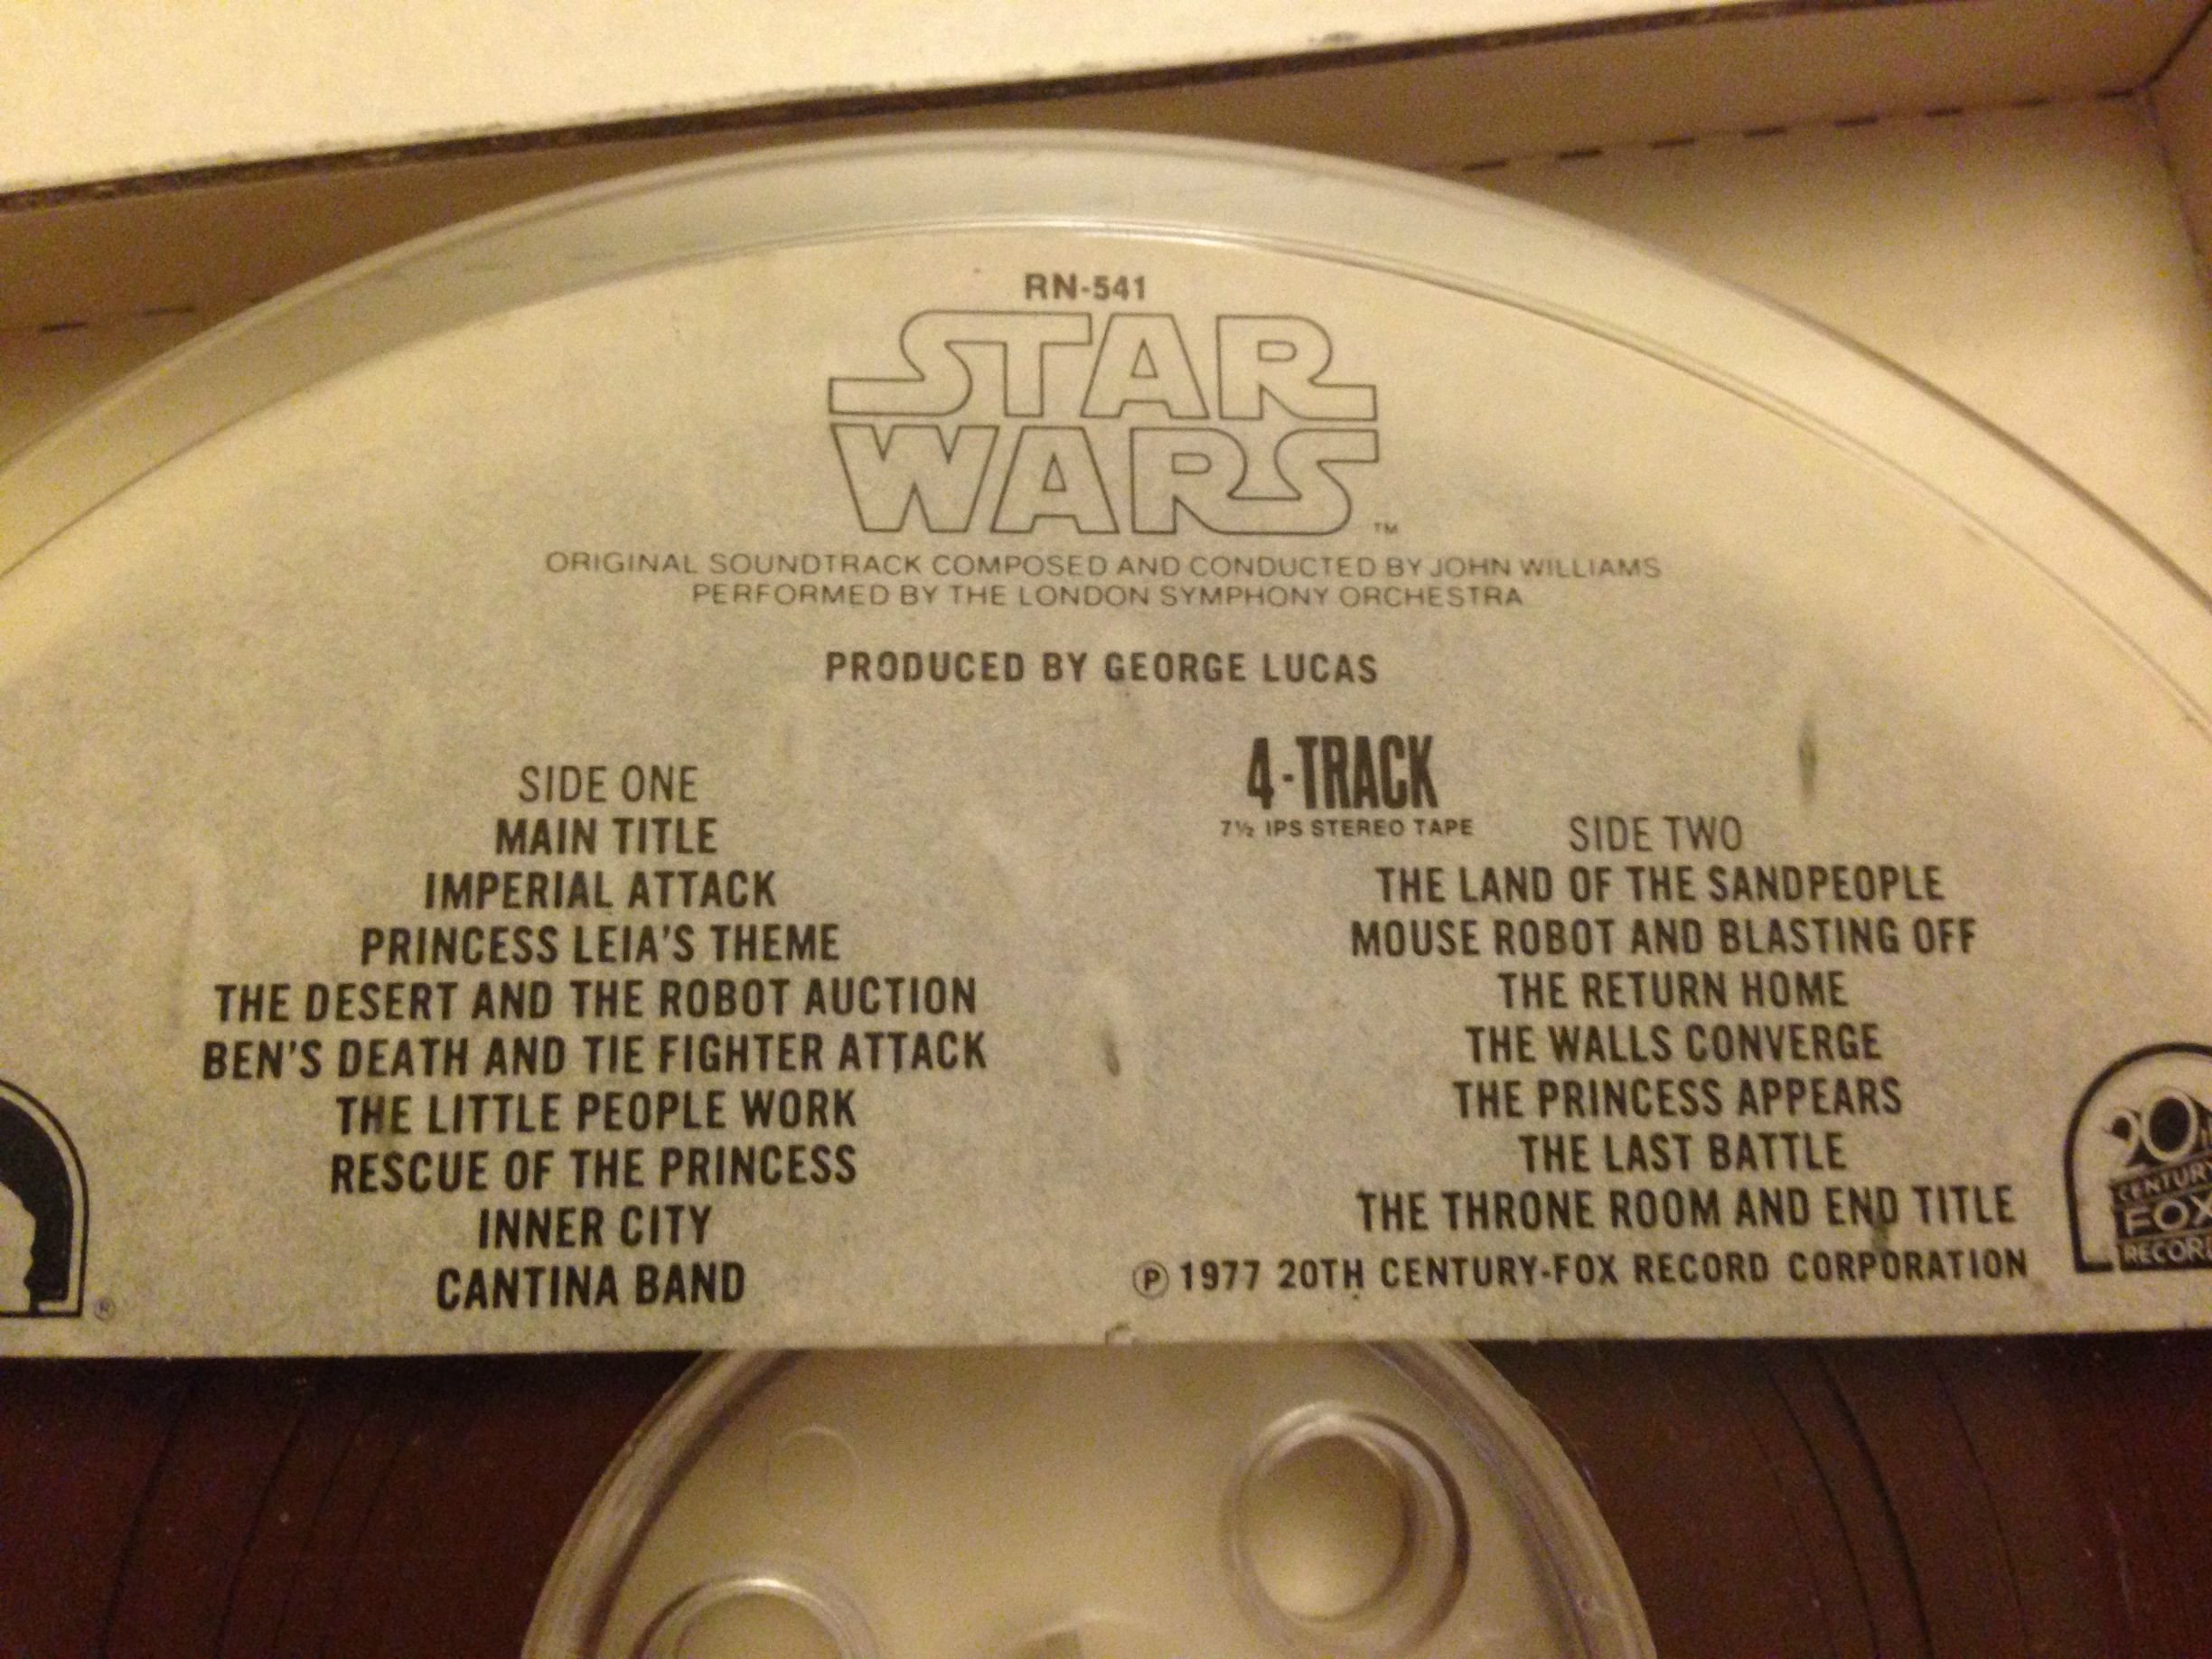 RN-541
STAR
WARS™
ORIGINAL SOUNDTRACK COMPOSED AND CONDUCTED BY JOHN WILLIAMS
PERFORMED BY THE LONDON SYMPHONY ORCHESTRA
PRODUCED BY GEORGE LUCAS
SIDE ONE
MAIN TITLE
IMPERIAL ATTACK
PRINCESS LEIA'S THEME
THE DESERT AND THE ROBOT AUCTION
BEN'S DEATH AND TIE FIGHTER ATTACK
THE LITTLE PEOPLE WORK
RESCUE OF THE PRINCESS
INNER CITY
CANTINA BAND
®
4-TRACK
7½ IPS STEREO TAPE
SIDE TWO
THE LAND OF THE SANDPEOPLE
MOUSE ROBOT AND BLASTING OFF
THE RETURN HOME
THE WALLS CONVERGE
THE PRINCESS APPEARS
THE LAST BATTLE
THE THRONE ROOM AND END TITLE
℗ 1977 20TH CENTURY-FOX RECORD CORPORATION
20
CENTURY
FOX
RECOR